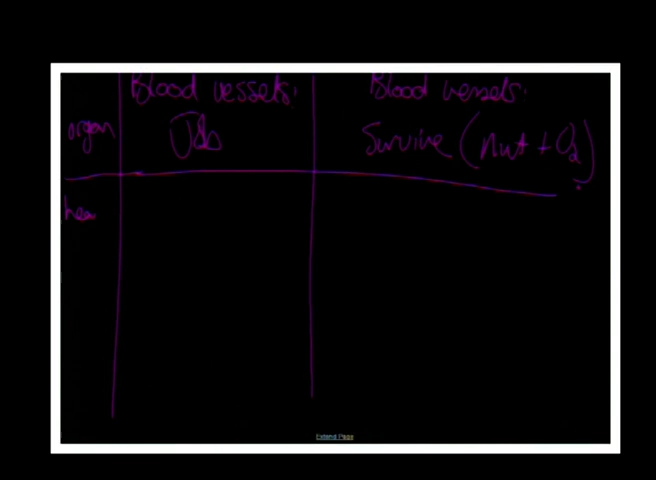 Blood vessels: Blood vessels:
organ Job Survive (nut + O2)
hea
Extend Page